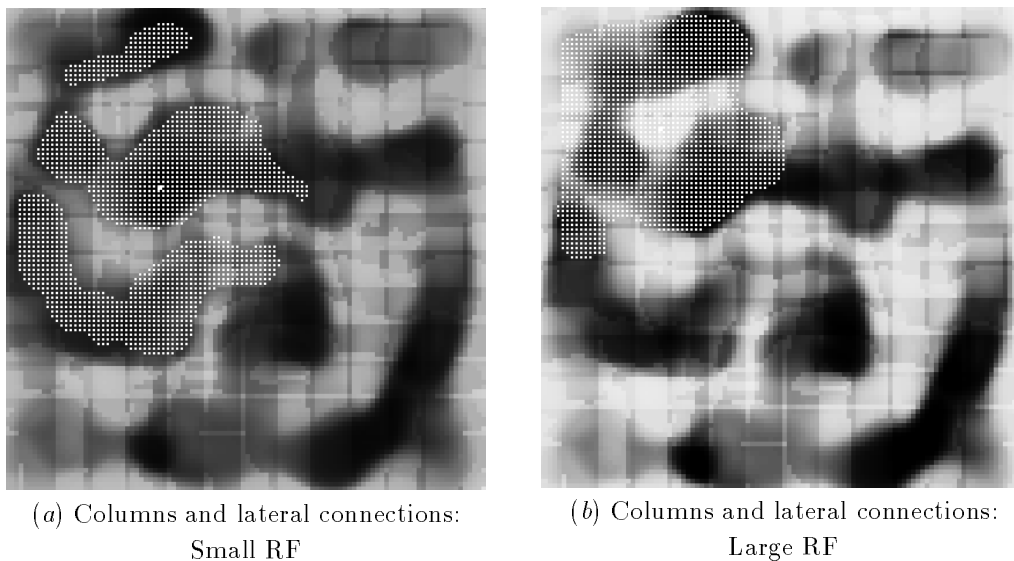 (a) Columns and lateral connections:
Small RF
(b) Columns and lateral connections:
Large RF